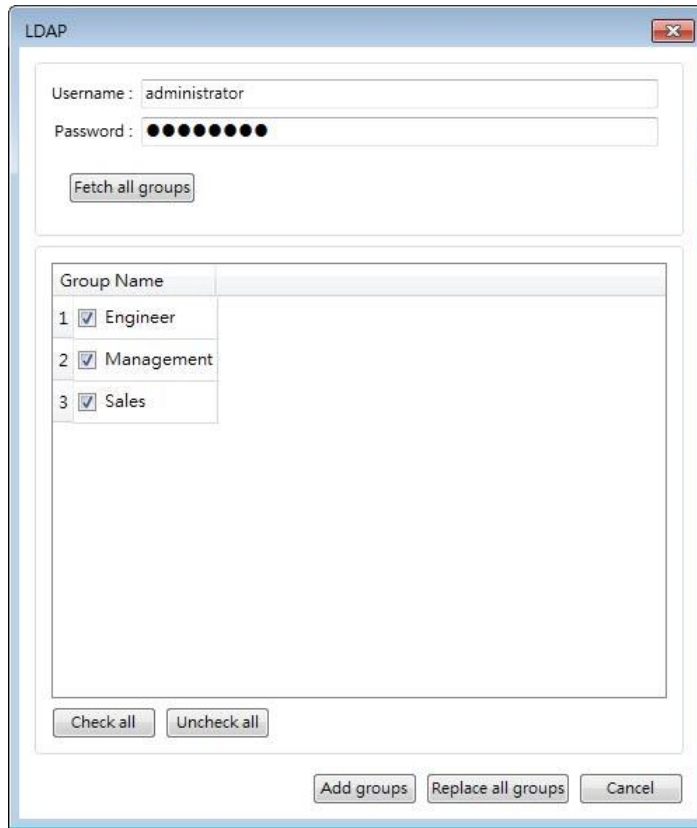 LDAP
Username : administrator
Password : ●●●●●●●●
Fetch all groups
Group Name
1 Engineer
2 Management
3 Sales
Check all Uncheck all
Add groups Replace all groups Cancel